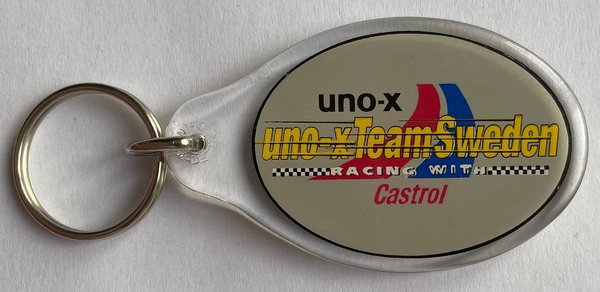 uno-x
uno-x Team Sweden
RACING WITH
Castrol